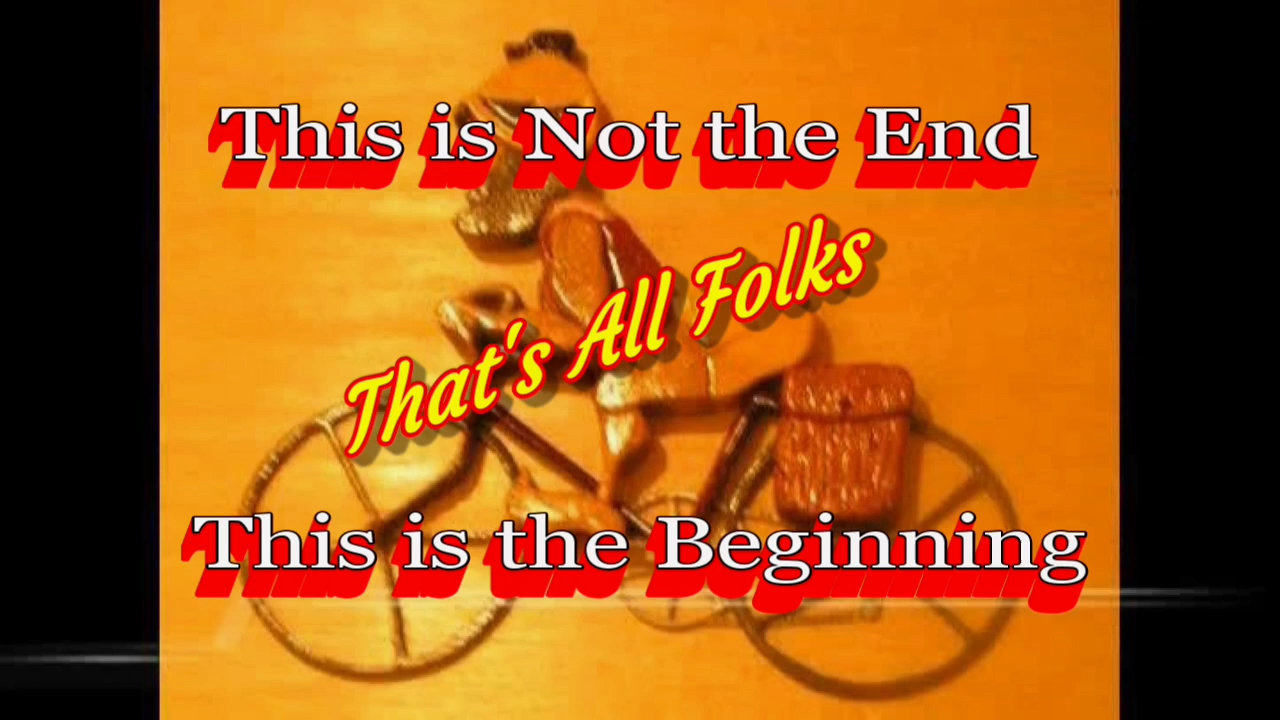 This is Not the End
That's All Folks
This is the Beginning